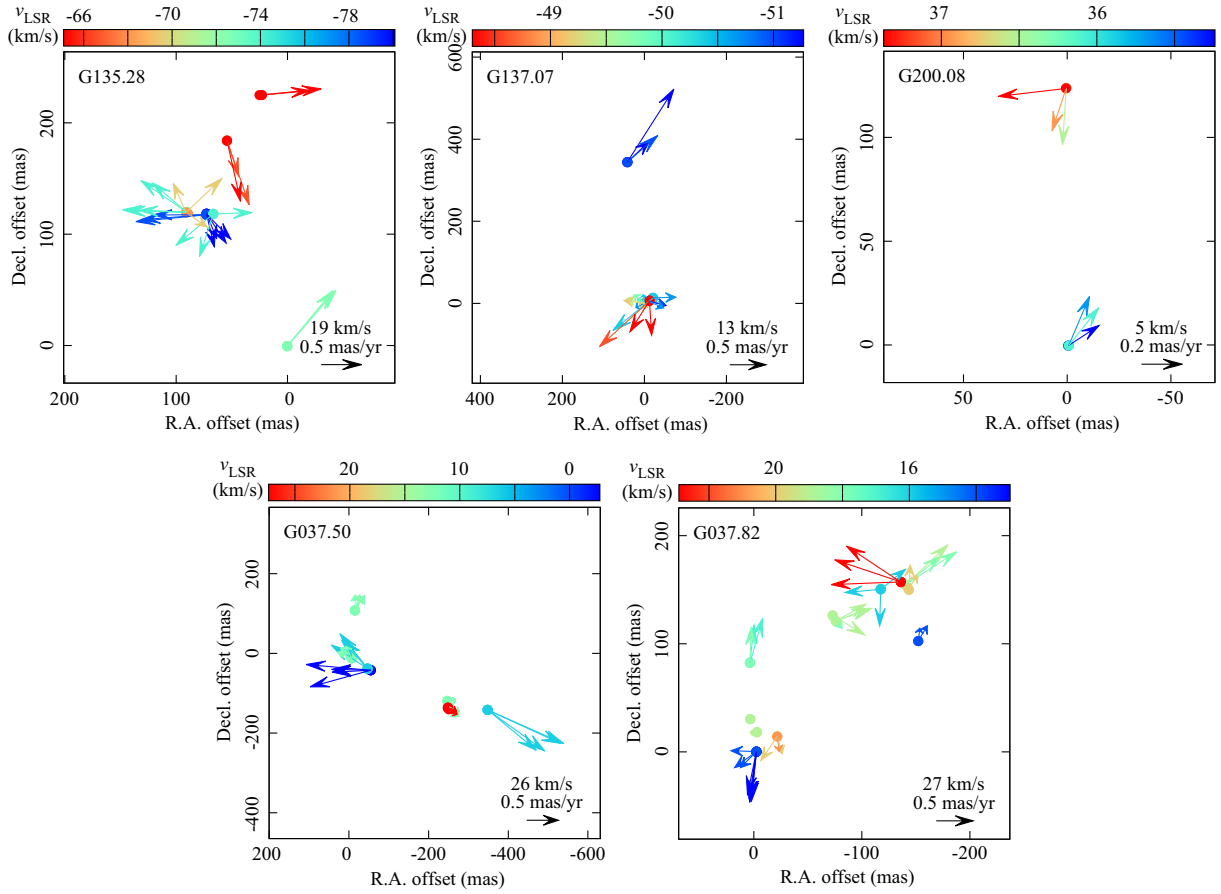 vLSR -66 -70 -74 -78
(km/s)
G135.28
200
100
0
Decl. offset (mas)
19 km/s
0.5 mas/yr
200 100 0
R.A. offset (mas)
vLSR -49 -50 -51
(km/s)
G137.07
600
400
200
0
Decl. offset (mas)
13 km/s
0.5 mas/yr
400 200 0 -200
R.A. offset (mas)
vLSR 37 36
(km/s)
G200.08
100
50
0
Decl. offset (mas)
5 km/s
0.2 mas/yr
50 0 -50
R.A. offset (mas)
vLSR 20 10 0
(km/s)
G037.50
200
0
-200
-400
Decl. offset (mas)
26 km/s
0.5 mas/yr
200 0 -200 -400 -600
R.A. offset (mas)
vLSR 20 16
(km/s)
G037.82
200
100
0
Decl. offset (mas)
27 km/s
0.5 mas/yr
0 -100 -200
R.A. offset (mas)